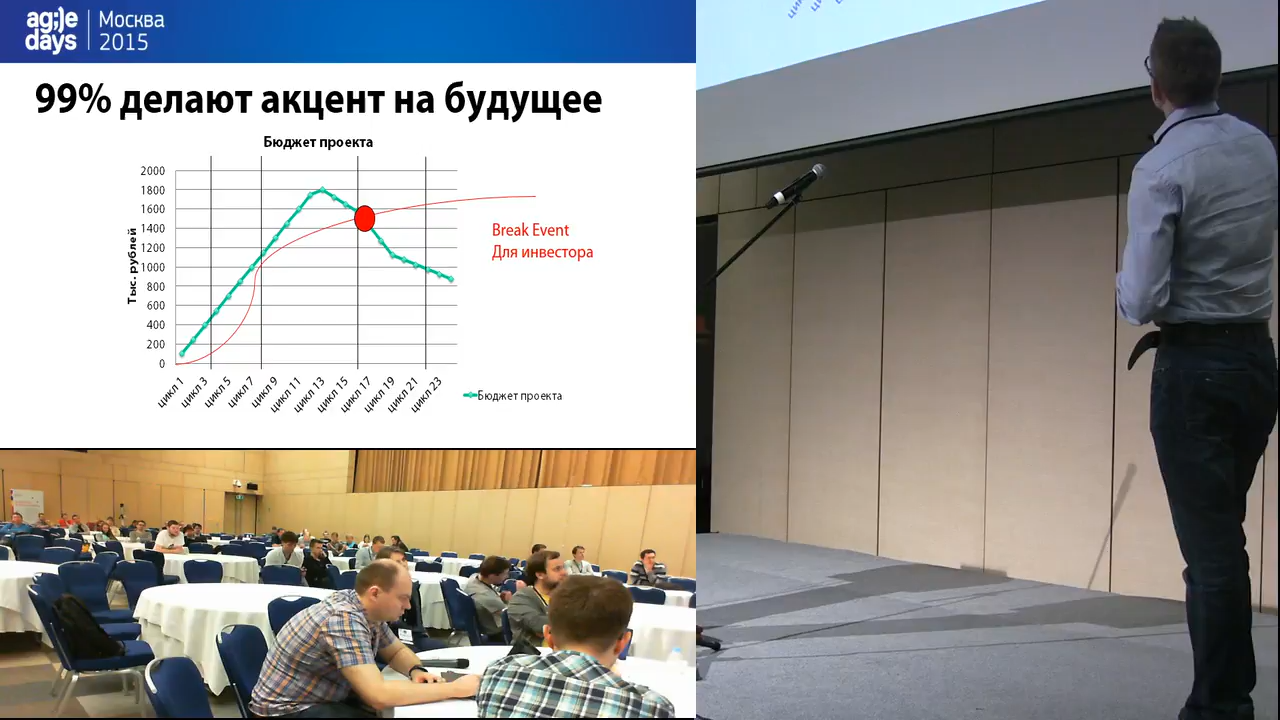 ag;le
days
Москва
2015
99% делают акцент на будущее
Бюджет проекта
Тыс. рублей
2000
1800
1600
1400
1200
1000
800
600
400
200
0
цикл 1
цикл 3
цикл 5
цикл 7
цикл 9
цикл 11
цикл 13
цикл 15
цикл 17
цикл 19
цикл 21
цикл 23
Break Event
Для инвестора
Бюджет проекта